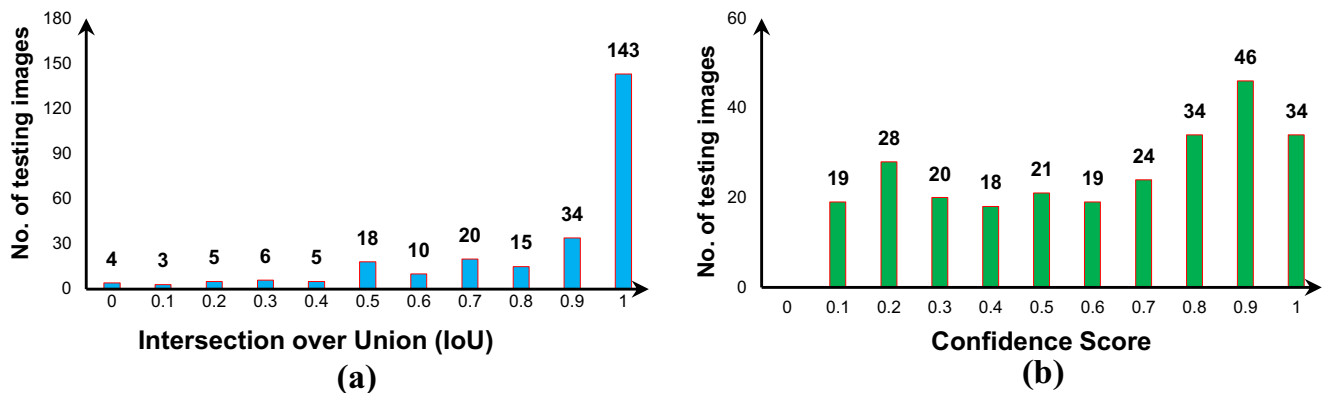 180
150
120
90
60
30
0
No. of testing images
4 3 5 6 5 18 10 20 15 34 143
0 0.1 0.2 0.3 0.4 0.5 0.6 0.7 0.8 0.9 1
Intersection over Union (IoU)
(a)
60
40
20
0
No. of testing images
19 28 20 18 21 19 24 34 46 34
0 0.1 0.2 0.3 0.4 0.5 0.6 0.7 0.8 0.9 1
Confidence Score
(b)